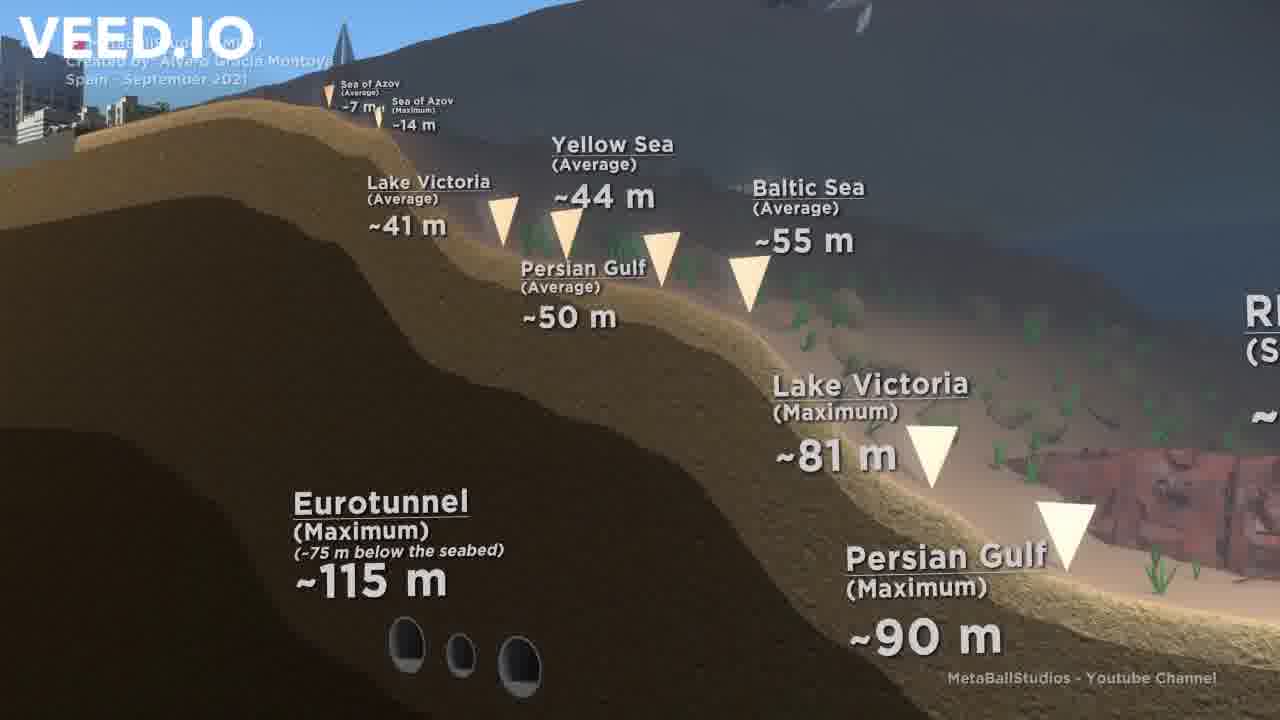 VEED.IO
Created by Alvaro Gracia Montoya
Spain - September 2021
Sea of Azov
(Average)
~7 m
Sea of Azov
(Maximum)
~14 m
Yellow Sea
(Average)
~44 m
Lake Victoria
(Average)
~41 m
Baltic Sea
(Average)
~55 m
Persian Gulf
(Average)
~50 m
Lake Victoria
(Maximum)
~81 m
Eurotunnel
(Maximum)
(~75 m below the seabed)
~115 m
Persian Gulf
(Maximum)
~90 m
MetaBallStudios - Youtube Channel